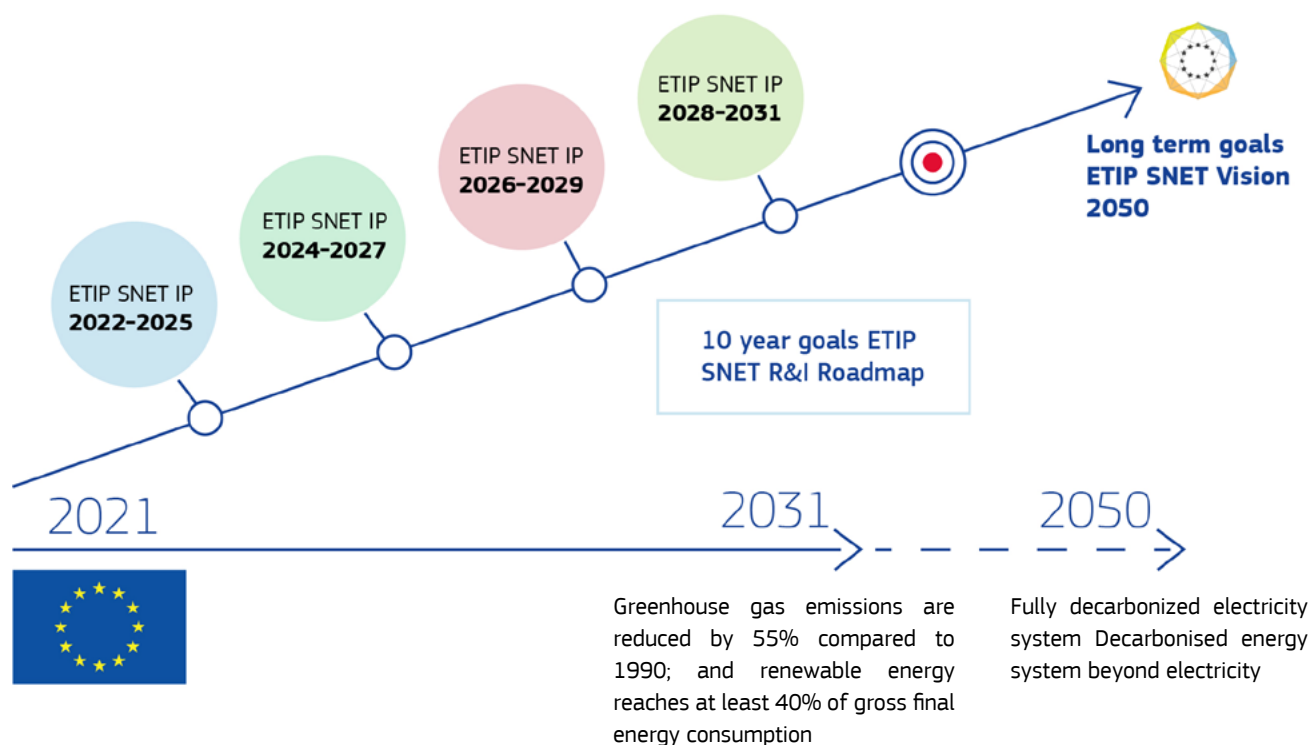 ETIP SNET IP
2028-2031
ETIP SNET IP
2026-2029
ETIP SNET IP
2024-2027
ETIP SNET IP
2022-2025
Long term goals
ETIP SNET Vision
2050
10 year goals ETIP
SNET R&I Roadmap
2021
2031
2050
Greenhouse gas emissions are
reduced by 55% compared to
1990; and renewable energy
reaches at least 40% of gross final
energy consumption
Fully decarbonized electricity
system Decarbonised energy
system beyond electricity